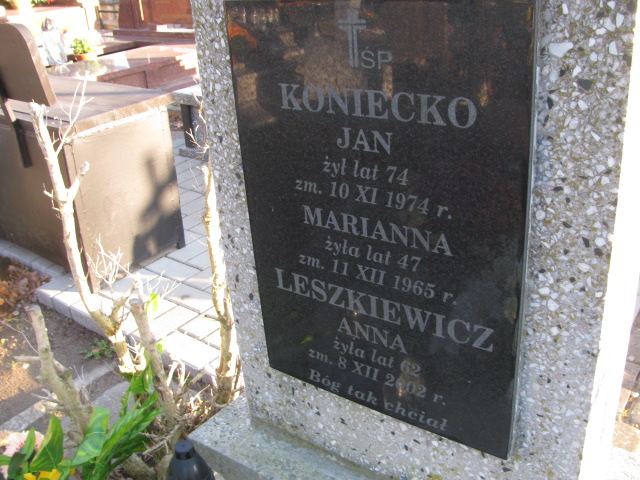 ŚP
KONIECKO
JAN
żył lat 74
zm. 10 XI 1974 r.
MARIANNA
żyła lat 47
zm. 11 XII 1965 r.
LESZKIEWICZ
ANNA
żyła lat 62
zm. 8 XII 2002 r.
Bóg tak chciał